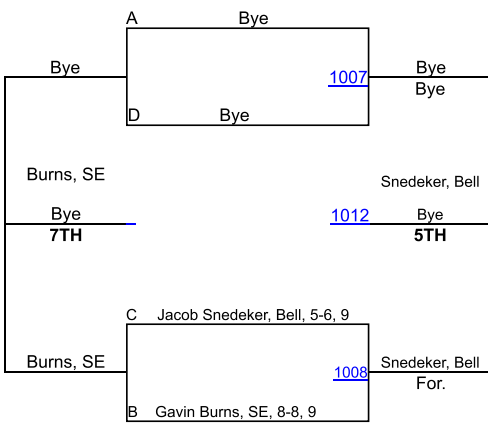 A
Bye
Bye
1007
Bye
Bye
D
Bye
Burns, SE
Snedeker, Bell
Bye
1012
Bye
7TH
5TH
C
Jacob Snedeker, Bell, 5-6, 9
Burns, SE
1008
Snedeker, Bell
For.
B
Gavin Burns, SE, 8-8, 9